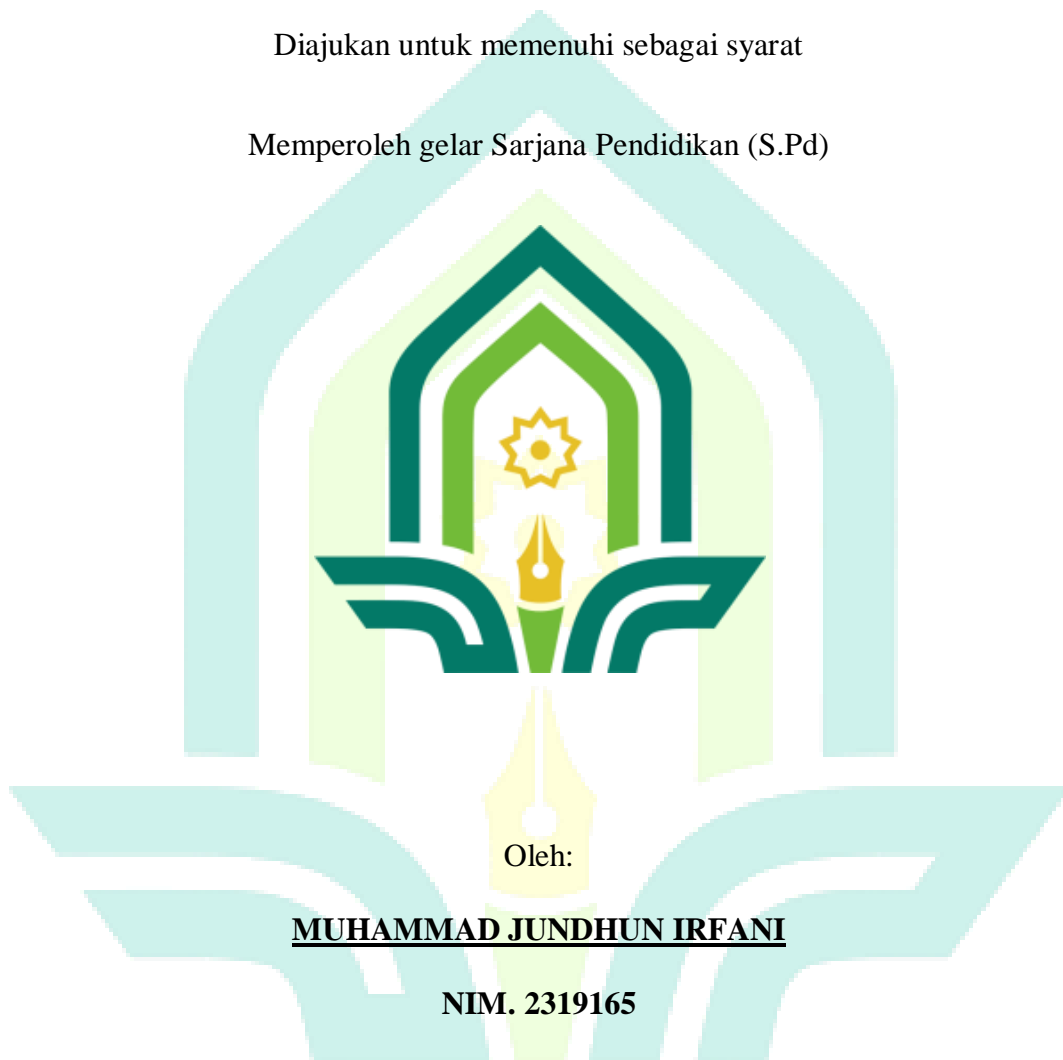 Diajukan untuk memenuhi sebagai syarat
Memperoleh gelar Sarjana Pendidikan (S.Pd)
Oleh:
MUHAMMAD JUNDHUN IRFANI
NIM. 2319165